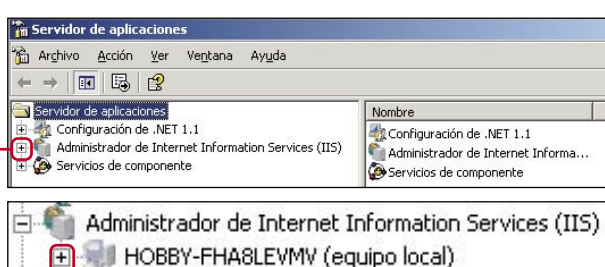 Servidor de aplicaciones
Archivo Acción Ver Ventana Ayuda
Servidor de aplicaciones
Configuración de .NET 1.1
Administrador de Internet Information Services (IIS)
Servicios de componente
Nombre
Configuración de .NET 1.1
Administrador de Internet Informa...
Servicios de componente
Administrador de Internet Information Services (IIS)
HOBBY-FHA8LEVMV (equipo local)